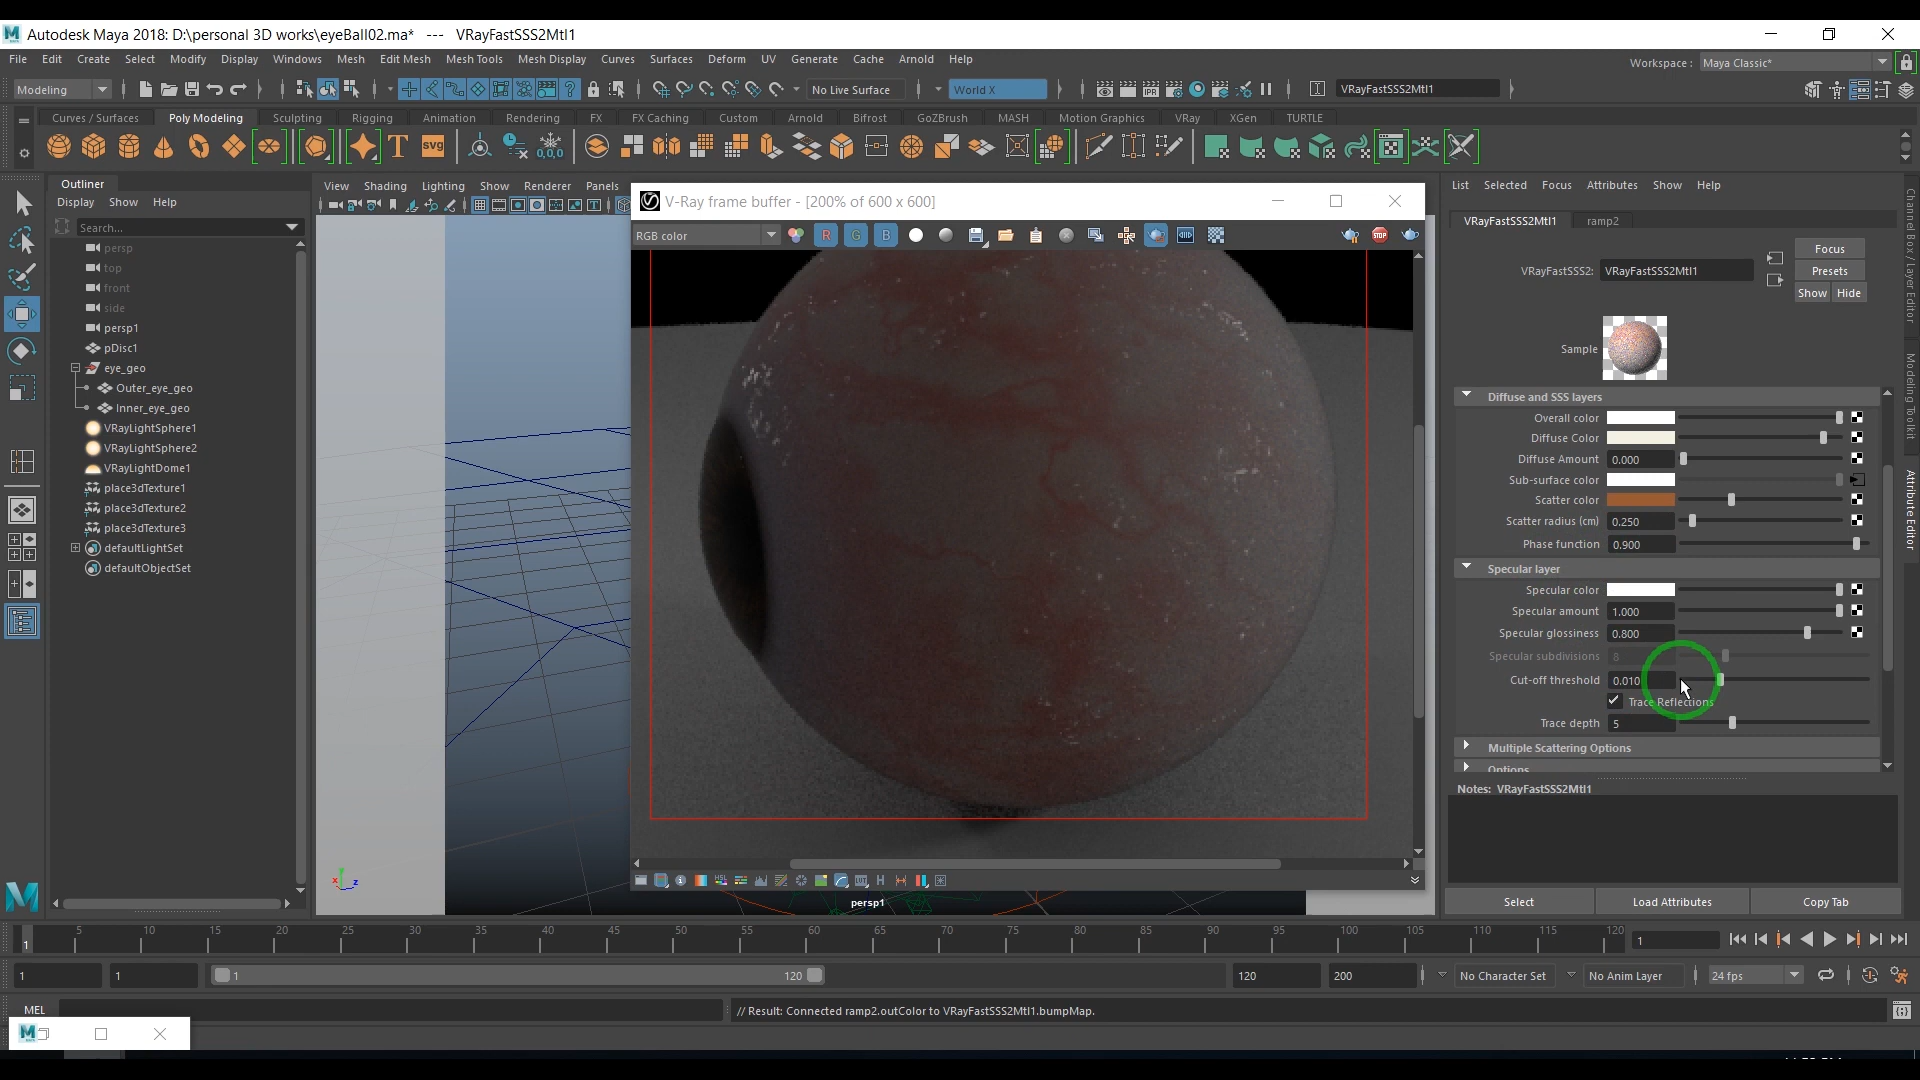 Autodesk Maya 2018: D:\personal 3D works\eyeBall02.ma*   ---   VRayFastSSS2Mtl1
File Edit Create Select Modify Display Windows Mesh Edit Mesh Mesh Tools Mesh Display Curves Surfaces Deform UV Generate Cache Arnold Help
Workspace : Maya Classic*
Modeling No Live Surface World X VRayFastSSS2Mtl1
Curves / Surfaces Poly Modeling Sculpting Rigging Animation Rendering FX FX Caching Custom Arnold Bifrost GoZBrush MASH Motion Graphics VRay XGen TURTLE
Outliner
Display Show Help
Search...
persp
top
front
side
persp1
pDisc1
eye_geo
Outer_eye_geo
Inner_eye_geo
VRayLightSphere1
VRayLightSphere2
VRayLightDome1
place3dTexture1
place3dTexture2
place3dTexture3
defaultLightSet
defaultObjectSet
View Shading Lighting Show Renderer Panels
V-Ray frame buffer - [200% of 600 x 600]
RGB color R G B
STOP
persp1
List Selected Focus Attributes Show Help
VRayFastSSS2Mtl1 ramp2
Focus
VRayFastSSS2: VRayFastSSS2Mtl1
Presets
Show Hide
Sample
Diffuse and SSS layers
Overall color
Diffuse Color
Diffuse Amount 0.000
Sub-surface color
Scatter color
Scatter radius (cm) 0.250
Phase function 0.900
Specular layer
Specular color
Specular amount 1.000
Specular glossiness 0.800
Specular subdivisions 8
Cut-off threshold 0.010
Trace Reflections
Trace depth 5
Multiple Scattering Options
Options
Notes: VRayFastSSS2Mtl1
Select Load Attributes Copy Tab
Channel Box / Layer Editor
Modeling Toolkit
Attribute Editor
1 5 10 15 20 25 30 35 40 45 50 55 60 65 70 75 80 85 90 95 100 105 110 115 120 1
1 1 1 120 120 200 No Character Set No Anim Layer 24 fps
MEL // Result: Connected ramp2.outColor to VRayFastSSS2Mtl1.bumpMap.